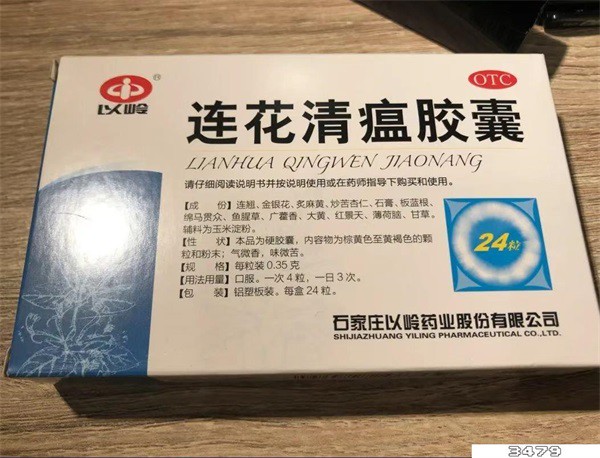 以岭
®
OTC
连花清瘟胶囊
LIANHUA QINGWEN JIAONANG
请仔细阅读说明书并按说明使用或在药师指导下购买和使用。
【成 份】连翘、金银花、炙麻黄、炒苦杏仁、石膏、板蓝根、
绵马贯众、鱼腥草、广藿香、大黄、红景天、薄荷脑、甘草。
辅料为玉米淀粉。
【性 状】本品为硬胶囊，内容物为棕黄色至黄褐色的颗
粒和粉末；气微香，味微苦。
【规 格】每粒装0.35克
【用法用量】口服。一次4粒，一日3次。
【包 装】铝塑板装。每盒24粒。
24粒
石家庄以岭药业股份有限公司
SHIJIAZHUANG YILING PHARMACEUTICAL CO.,LTD.
3479